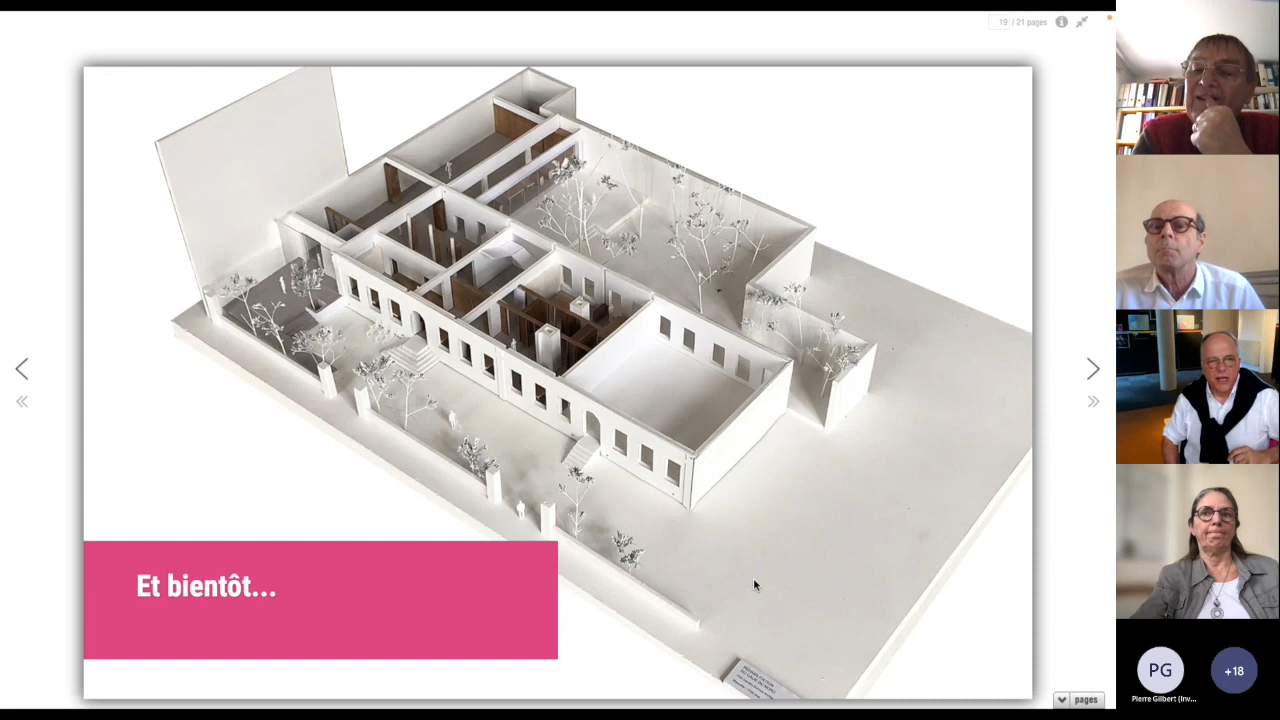 19 / 21 pages
Et bientôt...
pages
PG
+18
Pierre Gilbert (Inv...